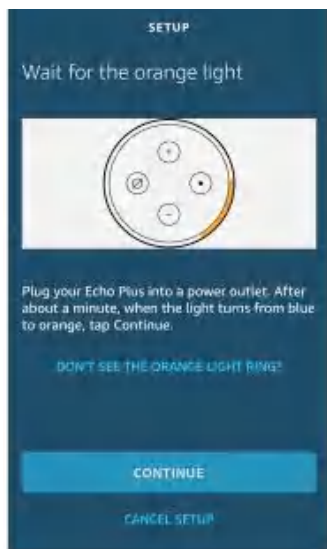 SETUP
Wait for the orange light
Plug your Echo Plus into a power outlet. After
about a minute, when the light turns from blue
to orange, tap Continue.
DON'T SEE THE ORANGE LIGHT RING?
CONTINUE
CANCEL SETUP